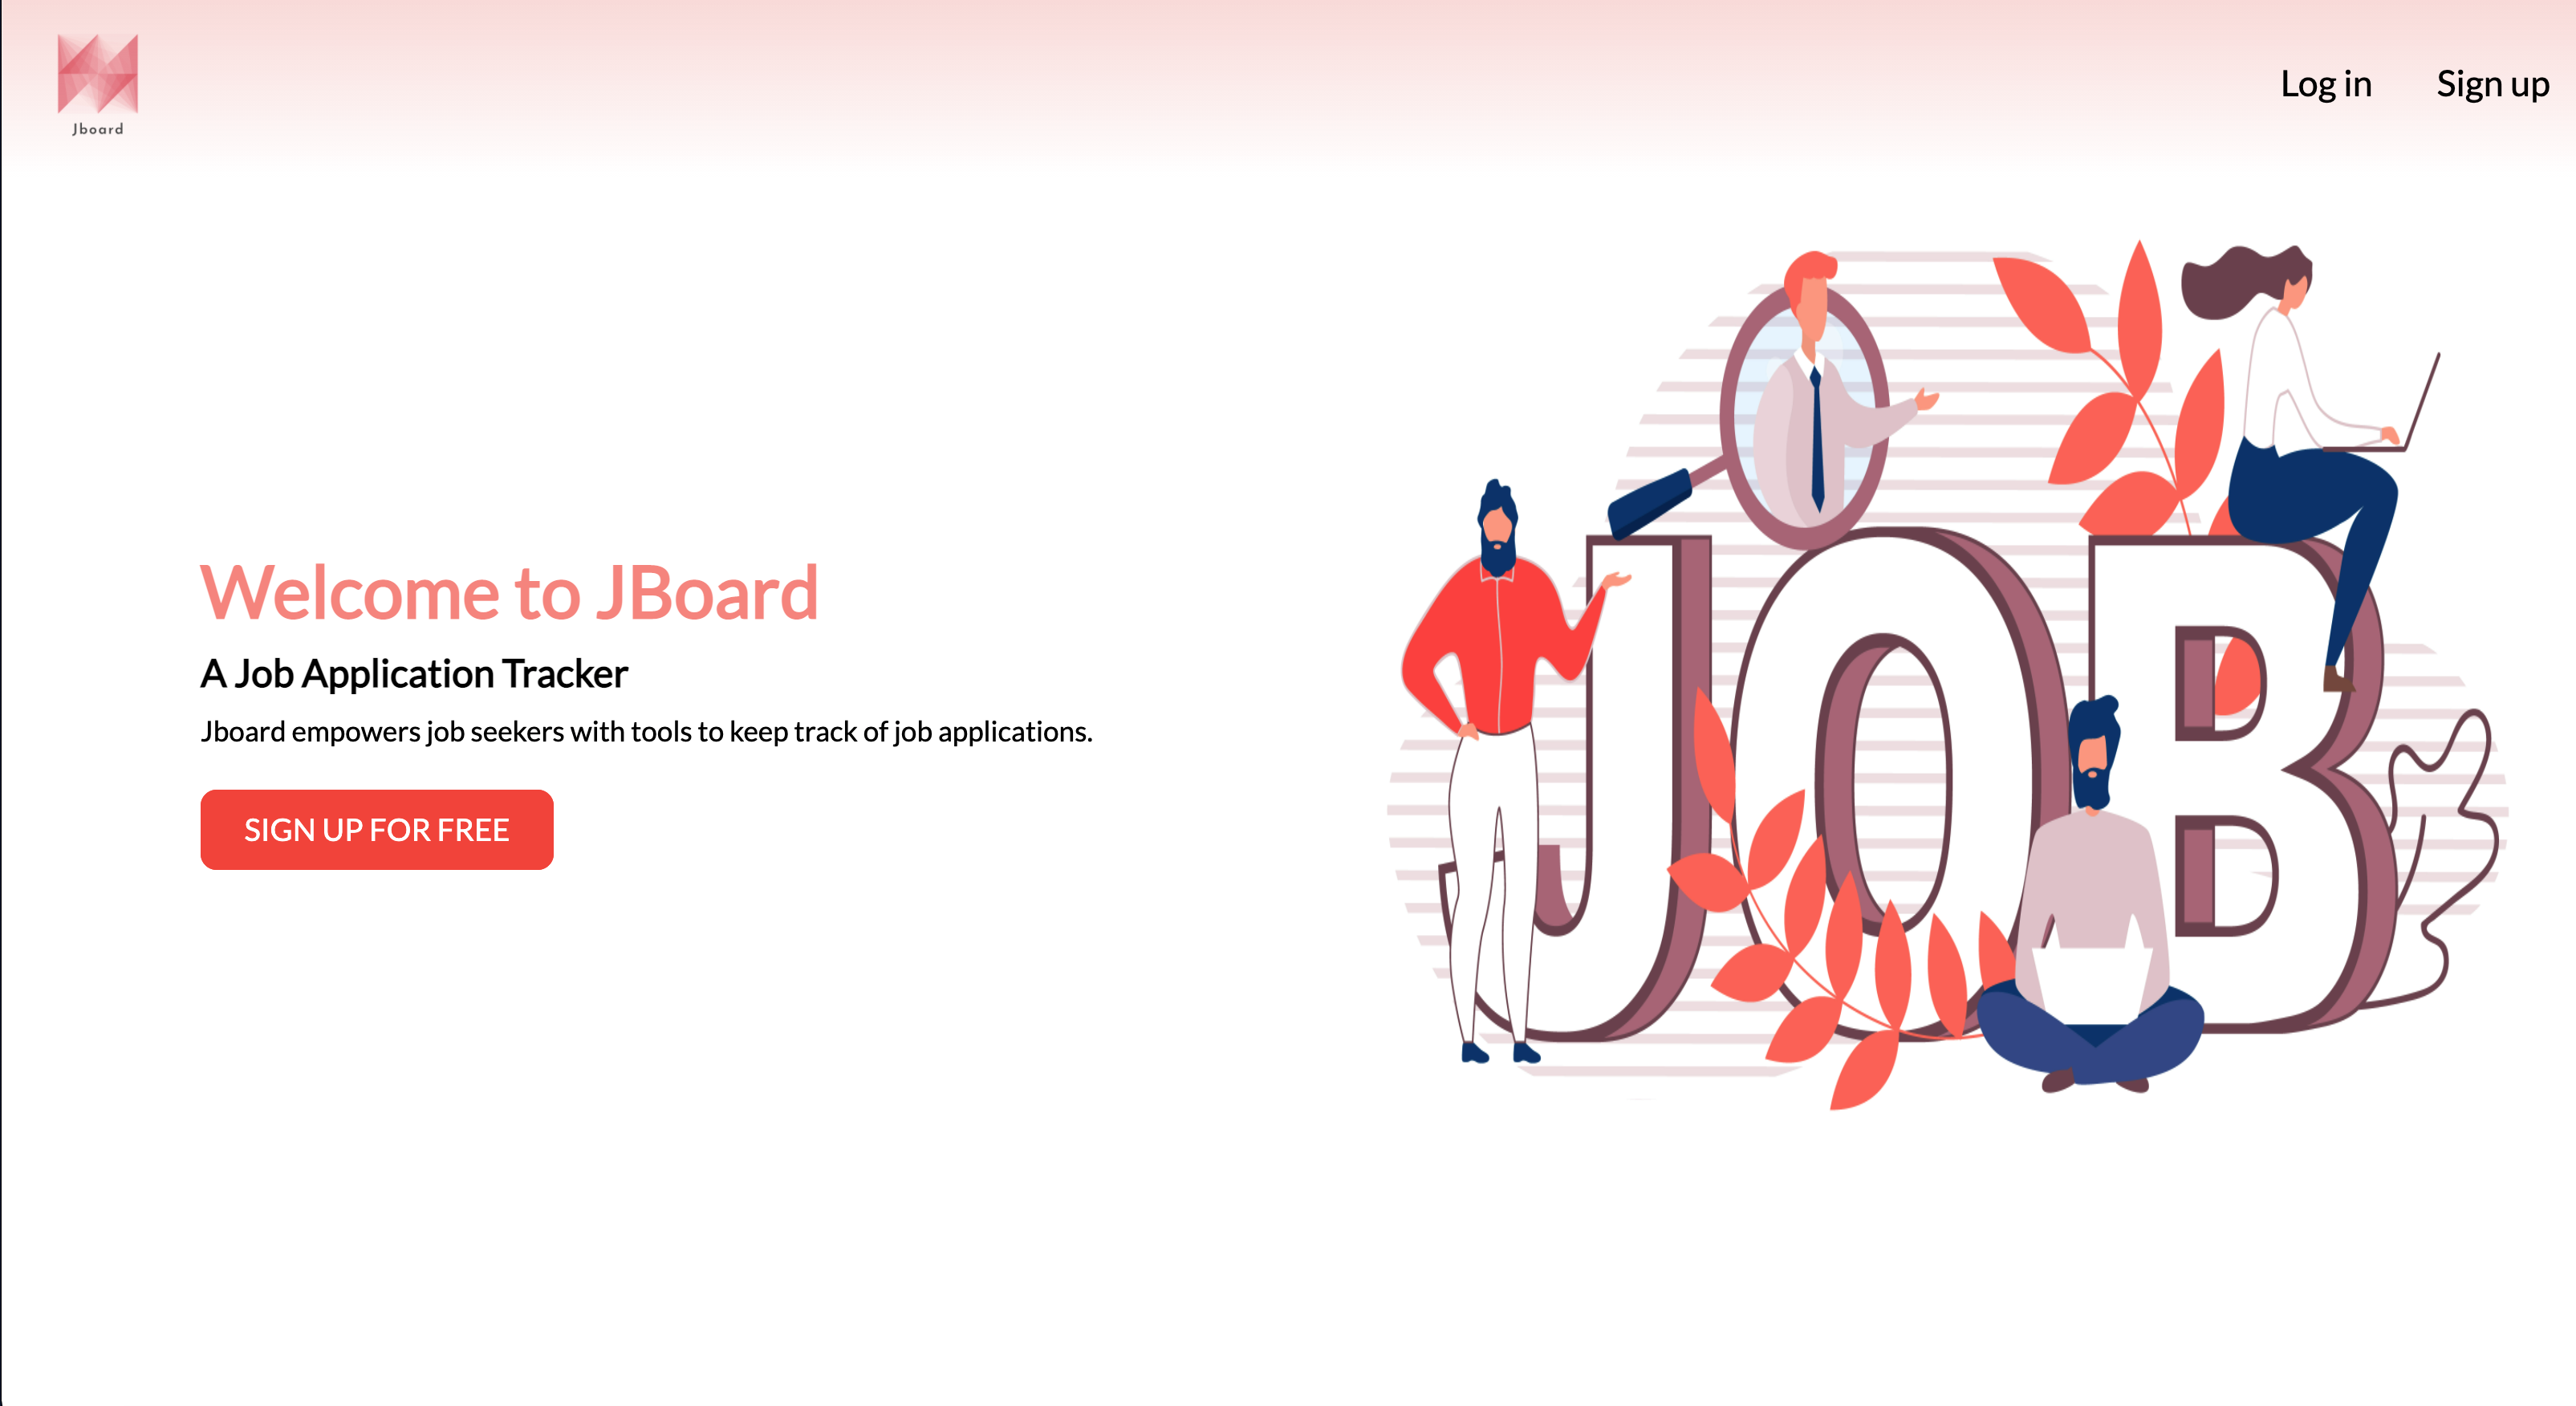 Jboard
Log in
Sign up
Welcome to JBoard
A Job Application Tracker
Jboard empowers job seekers with tools to keep track of job applications.
SIGN UP FOR FREE
JOB